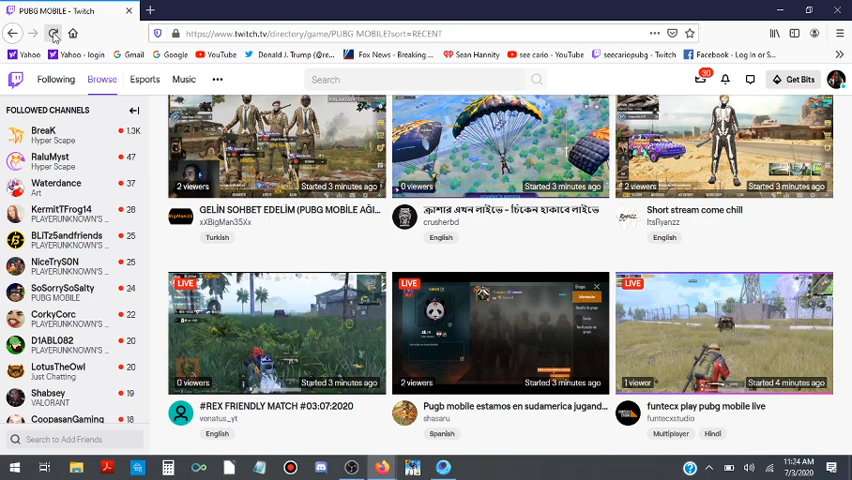 PUBG MOBILE - Twitch
https://www.twitch.tv/directory/game/PUBG MOBILE?sort=RECENT
Yahoo
Yahoo - login
Gmail
Google
YouTube
Donald J. Trump (@re...
Fox News - Breaking ...
Sean Hannity
see cario - YouTube
seecariopubg - Twitch
Facebook - Log In or S...
Following
Browse
Esports
Music
Search
30
Get Bits
FOLLOWED CHANNELS
BreaK
1.3K
Hyper Scape
RaluMyst
47
Hyper Scape
Waterdance
37
Art
KermitTFrog14
28
PLAYERUNKNOWN'S ...
BLiTz5andfriends
25
PLAYERUNKNOWN'S ...
NiceTryS0N
25
PLAYERUNKNOWN'S ...
SoSorrySoSalty
24
PUBG MOBILE
CorkyCorc
22
PLAYERUNKNOWN'S ...
D1ABL082
20
PLAYERUNKNOWN'S ...
LotusTheOwl
20
Just Chatting
Shabsey
19
VALORANT
CoopasanGaming
18
Search to Add Friends
2 viewers
Started 3 minutes ago
GELİN SOHBET EDELİM (PUBG MOBİLE AĞI...
xXBigMan35Xx
Turkish
0 viewers
Started 3 minutes ago
ক্রাশার এখন লাইভে - চিকেন হাকাবে লাইভে
crusherbd
English
Started 3 minutes ago
Short stream come chill
ItsRyanzz
English
LIVE
0 viewers
Started 3 minutes ago
#REX FRIENDLY MATCH #03:07:2020
venatus_yt
English
LIVE
2 viewers
Started 3 minutes ago
Pugb mobile estamos en sudamerica jugand...
shasaru
Spanish
LIVE
1 viewer
Started 4 minutes ago
funtecx play pubg mobile live
funtecxstudio
Multiplayer
Hindi
11:24 AM
7/3/2020